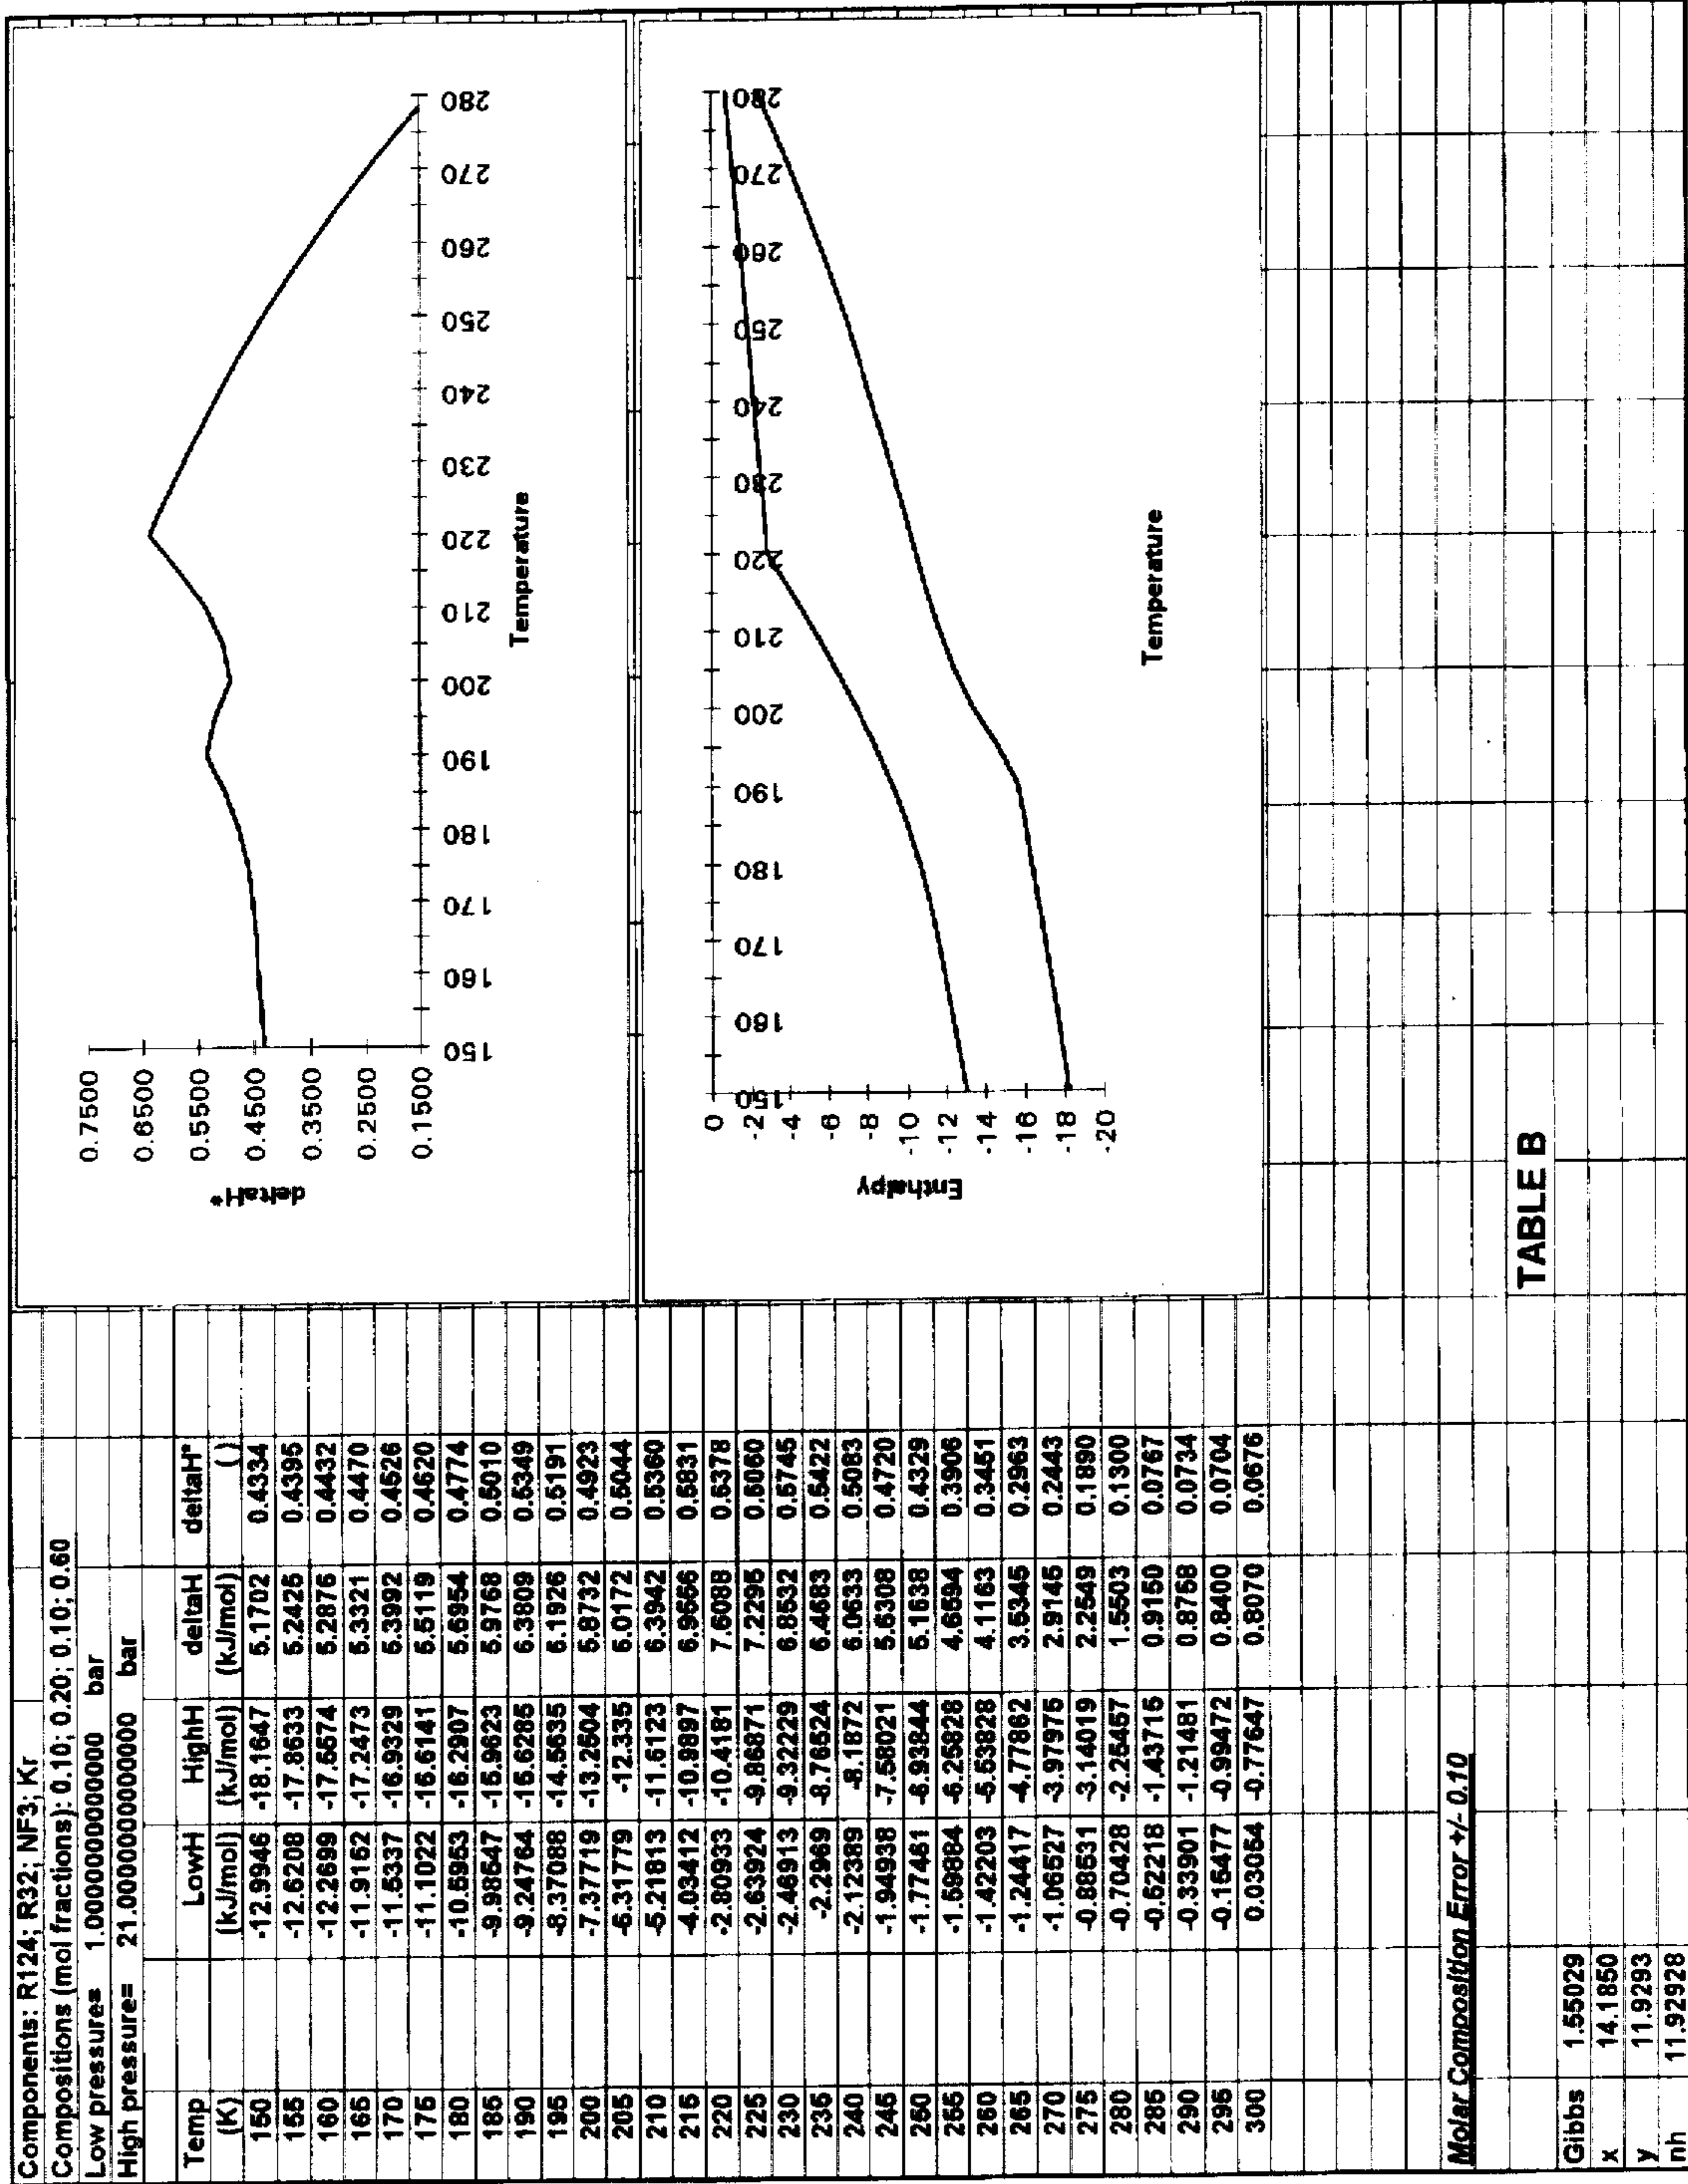 Components: R124; R32; NF3; Kr
Compositions (mol fractions): 0.10; 0.20; 0.10; 0.60
Low pressure= 1.00000000000000 bar
High pressure= 21.00000000000000 bar
Temp LowH HighH deltaH deltaH*
(K) (kJ/mol) (kJ/mol) (kJ/mol) ( )
150 -12.9946 -18.1647 5.1702 0.4334
155 -12.6208 -17.8633 5.2425 0.4395
160 -12.2699 -17.5574 5.2876 0.4432
165 -11.9152 -17.2473 5.3321 0.4470
170 -11.5337 -16.9329 5.3992 0.4526
175 -11.1022 -16.6141 5.5119 0.4620
180 -10.5953 -16.2907 5.6954 0.4774
185 -9.98547 -15.9623 5.9768 0.5010
190 -9.24764 -15.6285 6.3809 0.5349
195 -8.37088 -14.5635 6.1926 0.5191
200 -7.37719 -13.2504 5.8732 0.4923
205 -6.31779 -12.335 6.0172 0.5044
210 -5.21813 -11.6123 6.3942 0.5360
215 -4.03412 -10.9897 6.9556 0.5831
220 -2.80933 -10.4181 7.6088 0.6378
225 -2.63924 -9.86871 7.2295 0.6060
230 -2.46913 -9.32229 6.8532 0.5745
235 -2.2969 -8.76524 6.4683 0.5422
240 -2.12389 -8.1872 6.0633 0.5083
245 -1.94938 -7.58021 5.6308 0.4720
250 -1.77461 -6.93844 5.1638 0.4329
255 -1.59884 -6.25828 4.6594 0.3906
260 -1.42203 -5.53828 4.1163 0.3451
265 -1.24417 -4.77862 3.5345 0.2963
270 -1.06527 -3.97975 2.9145 0.2443
275 -0.88531 -3.14019 2.2549 0.1890
280 -0.70428 -2.25457 1.5503 0.1300
285 -0.52218 -1.43715 0.9150 0.0767
290 -0.33901 -1.21481 0.8758 0.0734
295 -0.15477 -0.99472 0.8400 0.0704
300 0.03054 -0.77647 0.8070 0.0676
Molar Composition Error +/- 0.10
Gibbs 1.55029
x 14.1850
y 11.9293
nh 11.92928
deltaH*
0.7500
0.6500
0.5500
0.4500
0.3500
0.2500
0.1500
150 160 170 180 190 200 210 220 230 240 250 260 270 280
Temperature
Enthalpy
0
-2
-4
-6
-8
-10
-12
-14
-16
-18
-20
150 160 170 180 190 200 210 220 230 240 250 260 270 280
Temperature
TABLE B